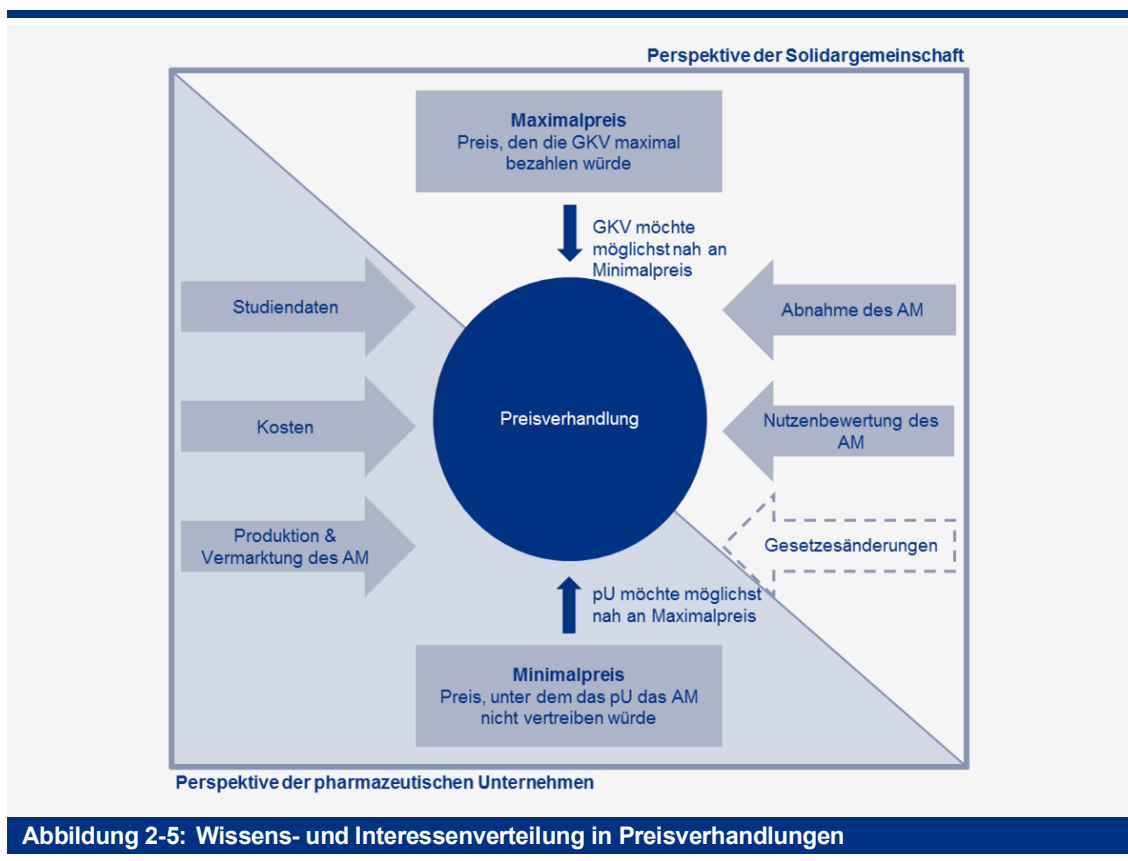 Perspektive der Solidargemeinschaft
Maximalpreis
Preis, den die GKV maximal
bezahlen würde
GKV möchte
möglichst nah an
Minimalpreis
Studiendaten
Abnahme des AM
Preisverhandlung
Kosten
Nutzenbewertung des
AM
Produktion &
Vermarktung des AM
Gesetzesänderungen
pU möchte möglichst
nah an Maximalpreis
Minimalpreis
Preis, unter dem das pU das AM
nicht vertreiben würde
Perspektive der pharmazeutischen Unternehmen
Abbildung 2-5: Wissens- und Interessenverteilung in Preisverhandlungen